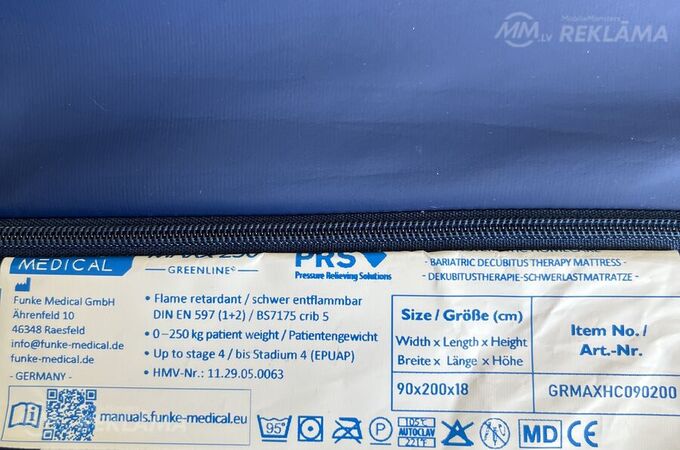 MM.LV REKLĀMA
MEDICAL
GREENLINE©
PRS
Pressure Relieving Solutions
BARIATRIC DECUBITUS THERAPY MATTRESS -
- DEKUBITUSTHERAPIE-SCHWERLASTMATRATZE -
Funke Medical GmbH
Ährenfeld 10
46348 Raesfeld
info@funke-medical.de
funke-medical.de
- GERMANY -
• Flame retardant / schwer entflammbar
DIN EN 597 (1+2) / BS7175 crib 5
• 0–250 kg patient weight / Patientengewicht
• Up to stage 4 / bis Stadium 4 (EPUAP)
• HMV-Nr.: 11.29.05.0063
Size / Größe (cm)
Width x Length x Height
Breite x Länge x Höhe
Item No./
Art.-Nr.
90x200x18
GRMAXHC090200
manuals.funke-medical.eu
95°
P
105°C
AUTOCLAV
221°F
MD
CE
REKLĀMA